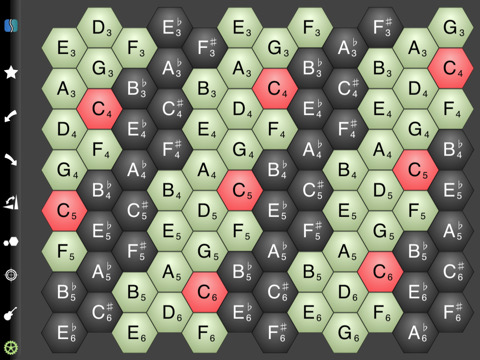 D3 E♭3 E3 F3 F♯3 G3
E3 F3 F♯3 G3 A♭3 A3
G3 A♭3 A3 B♭3 B3 C4
A3 B♭3 B3 C4 C♯4 D4
C4 C♯4 D4 E♭4 E4 F4
D4 E♭4 E4 F4 F♯4 G4
F4 F♯4 G4 A♭4 A4 B♭4
G4 A♭4 A4 B♭4 B4 C5
B♭4 B4 C5 C♯5 D5 E♭5
C5 C♯5 D5 E♭5 E5 F5
E♭5 E5 F5 F♯5 G5 A♭5
F5 F♯5 G5 A♭5 A5 B♭5
A♭5 A5 B♭5 B5 C6 C♯6
B♭5 B5 C6 C♯6 D6 E♭6
C♯6 D6 E♭6 E6 F6 F♯6
E♭6 E6 F6 F♯6 G6 A♭6